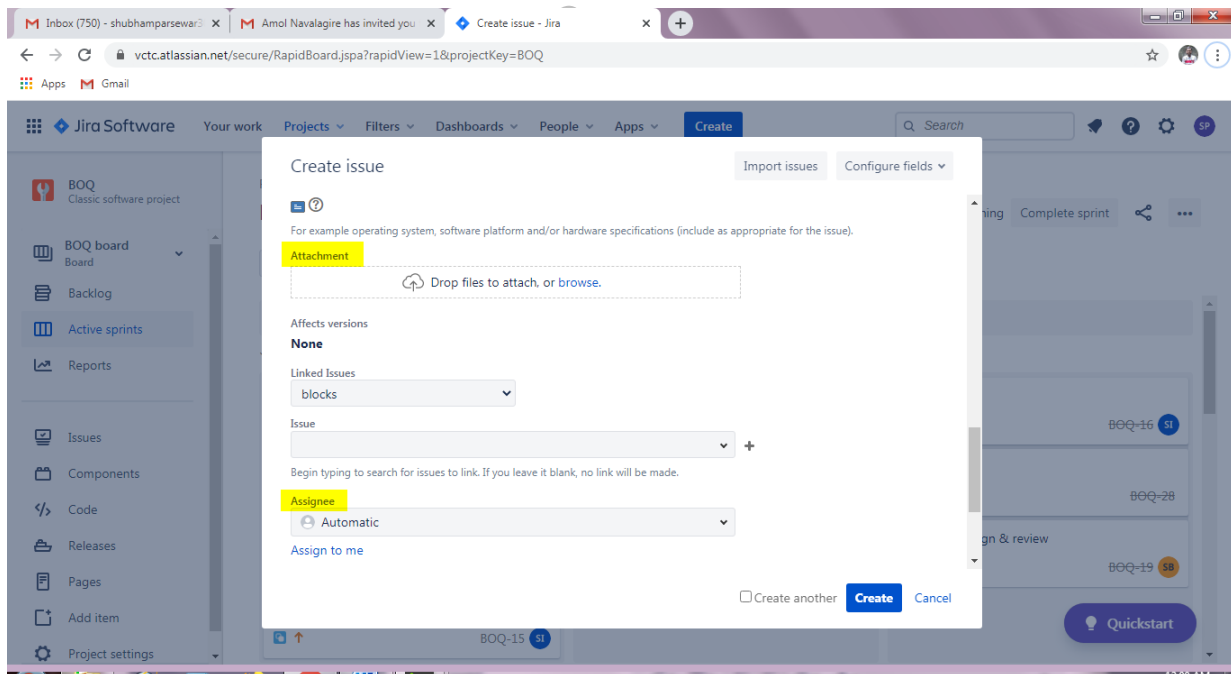 Inbox (750) - shubhamparsewar3
Amol Navalagire has invited you
Create issue - Jira
vctc.atlassian.net/secure/RapidBoard.jspa?rapidView=1&projectKey=BOQ
Apps
Gmail
Jira Software
Your work
Projects
Filters
Dashboards
People
Apps
Create
Search
SP
BOQ
Classic software project
BOQ board
Board
Backlog
Active sprints
Reports
Issues
Components
Code
Releases
Pages
Add item
Project settings
Create issue
Import issues
Configure fields
For example operating system, software platform and/or hardware specifications (include as appropriate for the issue).
Attachment
Drop files to attach, or browse.
Affects versions
None
Linked Issues
blocks
Issue
Begin typing to search for issues to link. If you leave it blank, no link will be made.
Assignee
Automatic
Assign to me
Create another
Create
Cancel
Complete sprint
BOQ-16 SI
BOQ-28
gn & review
BOQ-19 SB
BOQ-15 SI
Quickstart